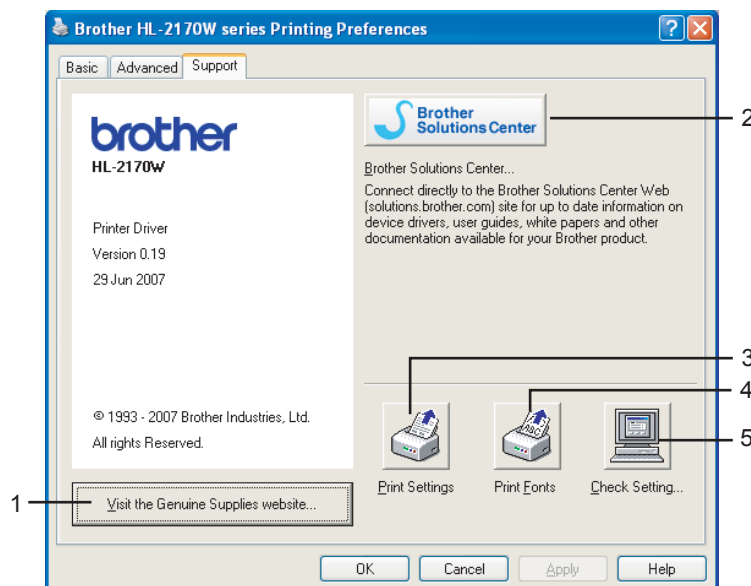 Brother HL-2170W series Printing Preferences
Basic Advanced Support
brother
HL-2170W
Printer Driver
Version 0.19
29 Jun 2007
© 1993 - 2007 Brother Industries, Ltd.
All rights Reserved.
1
Visit the Genuine Supplies website...
Brother
Solutions Center
2
Brother Solutions Center...
Connect directly to the Brother Solutions Center Web
(solutions.brother.com) site for up to date information on
device drivers, user guides, white papers and other
documentation available for your Brother product.
3
4
5
ABC
Print Settings Print Fonts Check Setting...
OK Cancel Apply Help